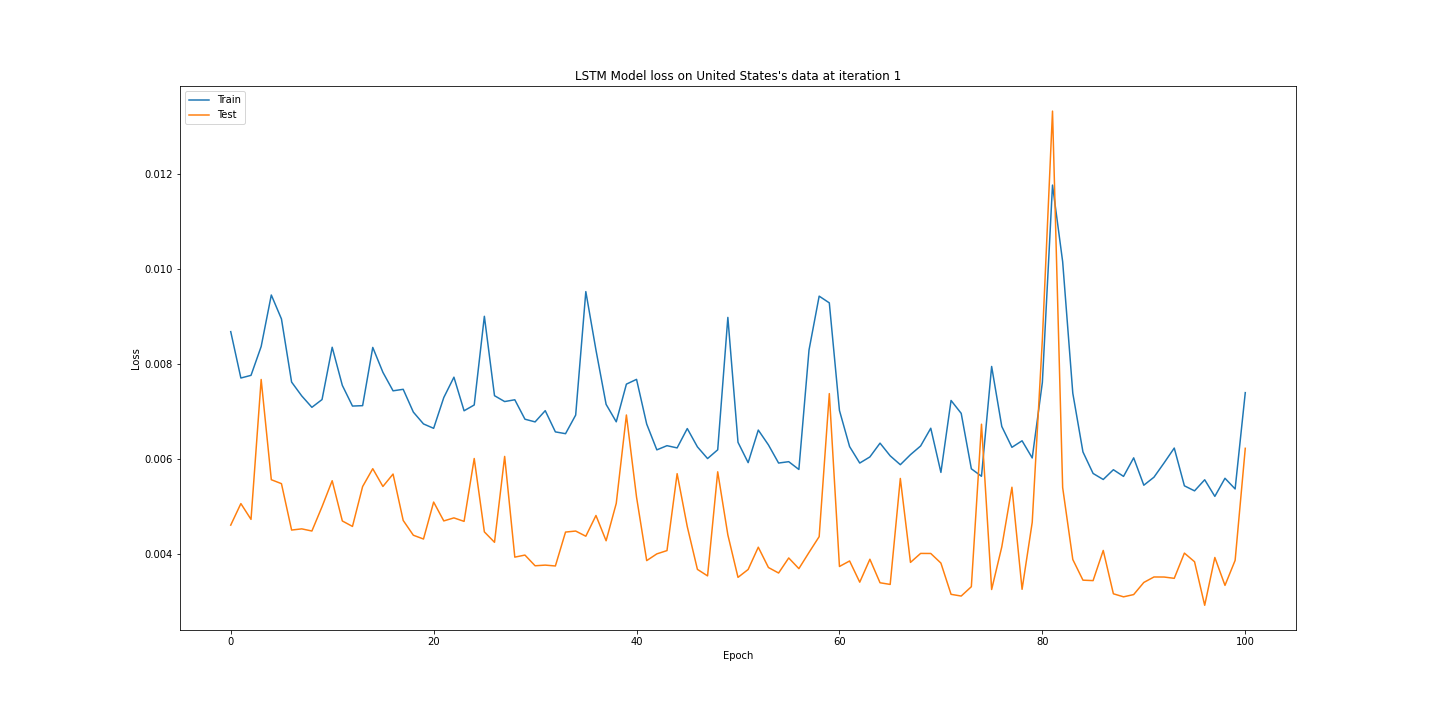 LSTM Model loss on United States's data at iteration 1
Train
Test
Loss
0.012
0.010
0.008
0.006
0.004
0
20
40
60
80
100
Epoch